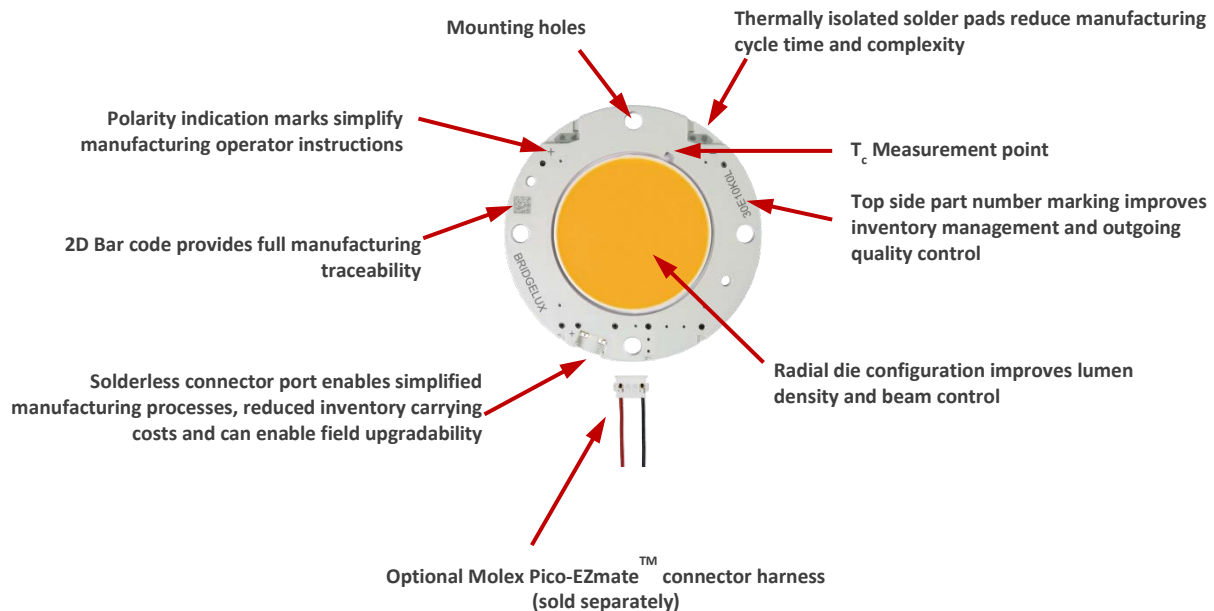 Mounting holes
Thermally isolated solder pads reduce manufacturing
cycle time and complexity
Polarity indication marks simplify
manufacturing operator instructions
T_c Measurement point
30E10K0L
Top side part number marking improves
inventory management and outgoing
quality control
2D Bar code provides full manufacturing
traceability
BRIDGELUX
Solderless connector port enables simplified
manufacturing processes, reduced inventory carrying
costs and can enable field upgradability
Radial die configuration improves lumen
density and beam control
Optional Molex Pico-EZmate™ connector harness
(sold separately)